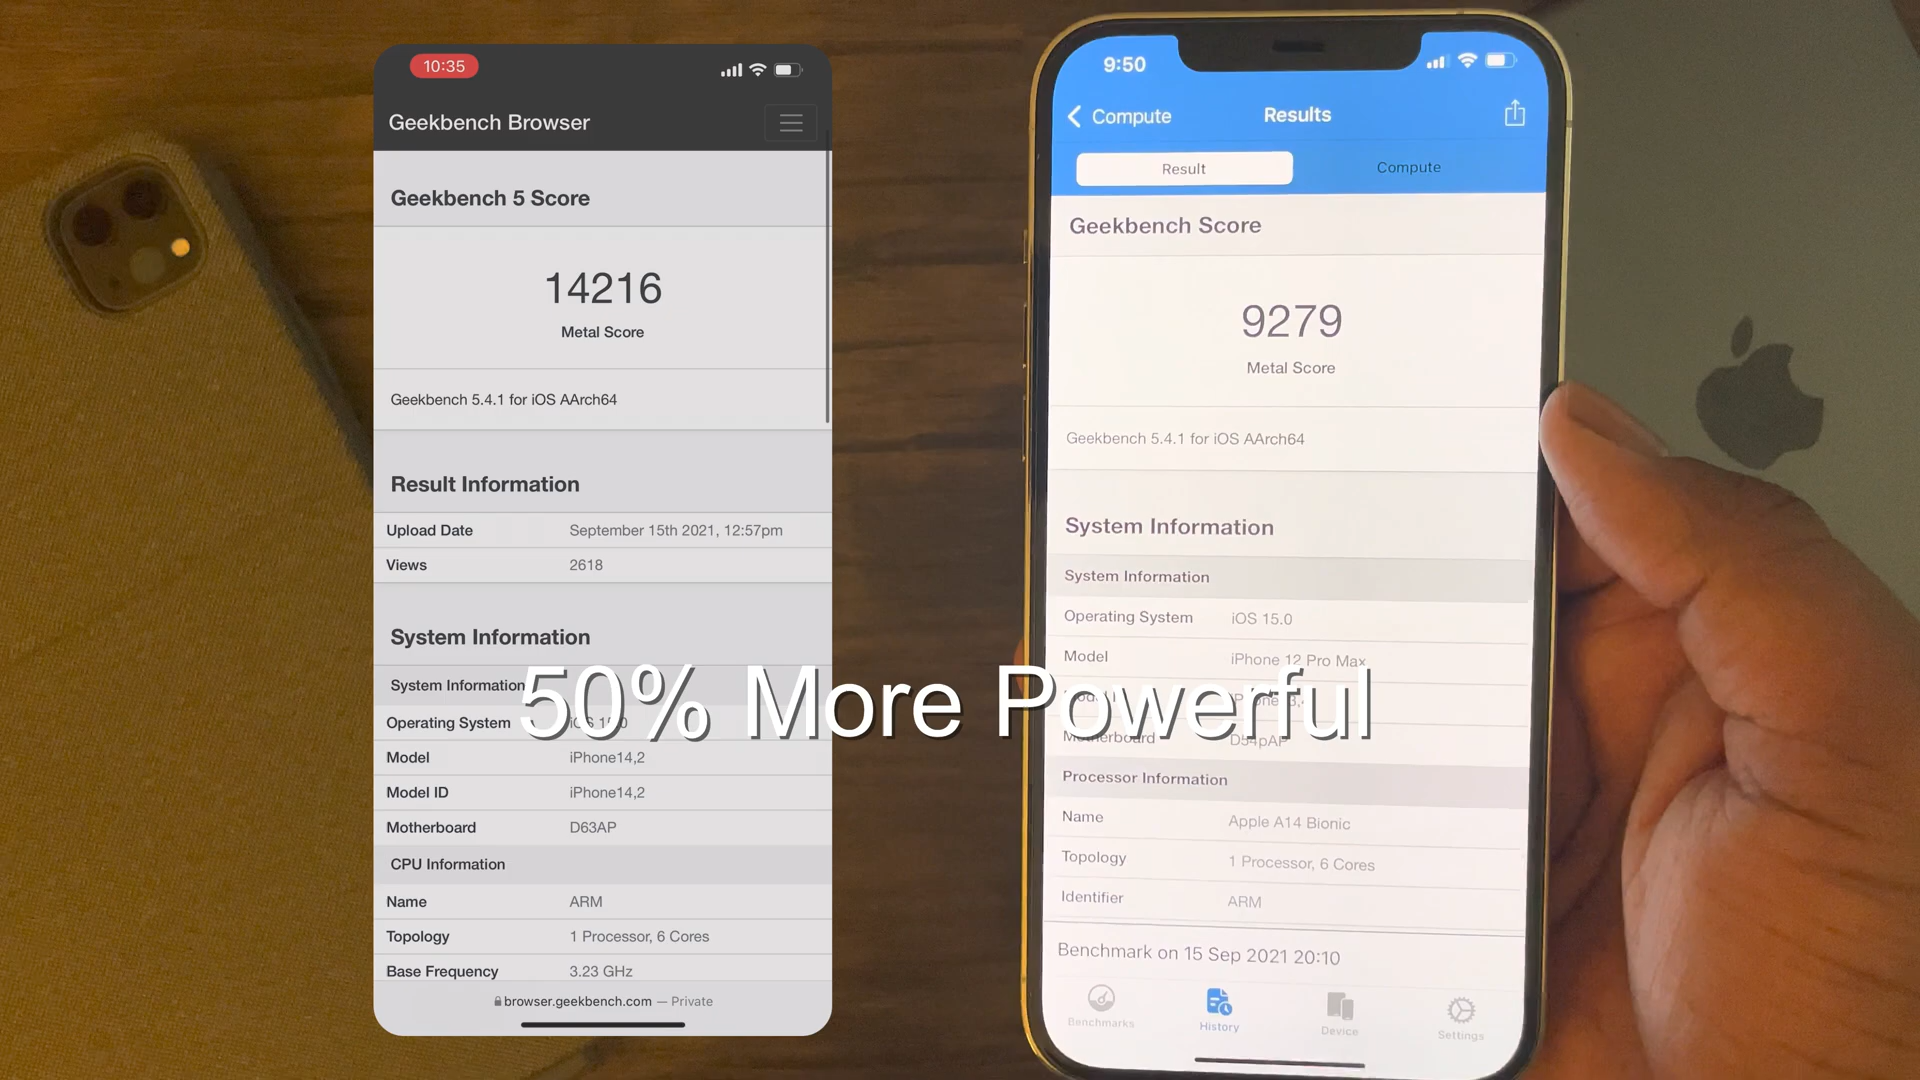 10:35
Geekbench Browser
Geekbench 5 Score
14216
Metal Score
Geekbench 5.4.1 for iOS AArch64
Result Information
Upload Date September 15th 2021, 12:57pm
Views 2618
System Information
System Information
Operating System iOS 15.0
Model iPhone14,2
Model ID iPhone14,2
Motherboard D63AP
CPU Information
Name ARM
Topology 1 Processor, 6 Cores
Base Frequency 3.23 GHz
browser.geekbench.com — Private
50% More Powerful
9:50
Compute Results
Result Compute
Geekbench Score
9279
Metal Score
Geekbench 5.4.1 for iOS AArch64
System Information
System Information
Operating System iOS 15.0
Model iPhone 12 Pro Max
Motherboard D54pAP
Processor Information
Name Apple A14 Bionic
Topology 1 Processor, 6 Cores
Identifier ARM
Benchmark on 15 Sep 2021 20:10
Benchmarks History Device Settings